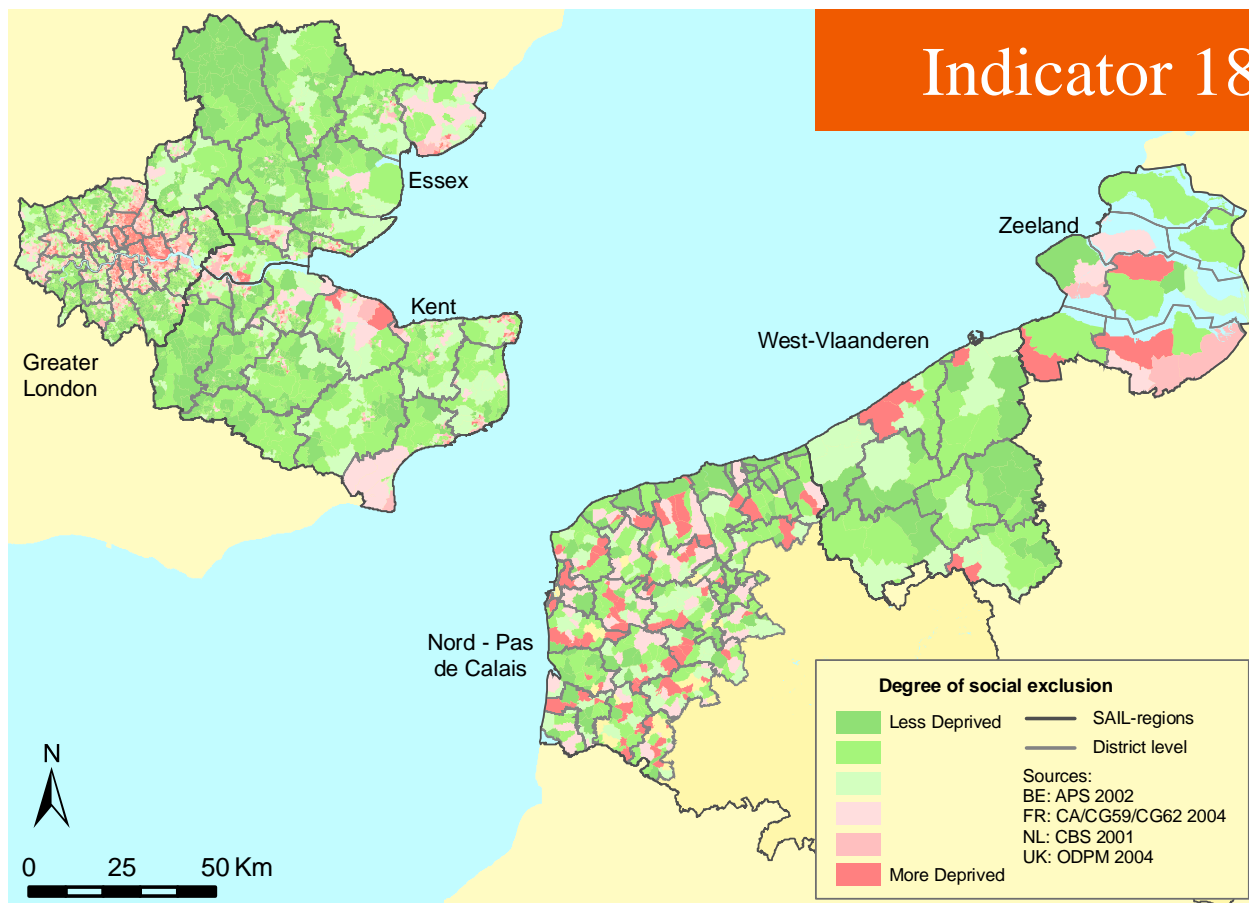 Indicator 18
Essex
Zeeland
Kent
West-Vlaanderen
Greater
London
Nord - Pas
de Calais
N
0 25 50 Km
Degree of social exclusion
Less Deprived
More Deprived
SAIL-regions
District level
Sources:
BE: APS 2002
FR: CA/CG59/CG62 2004
NL: CBS 2001
UK: ODPM 2004